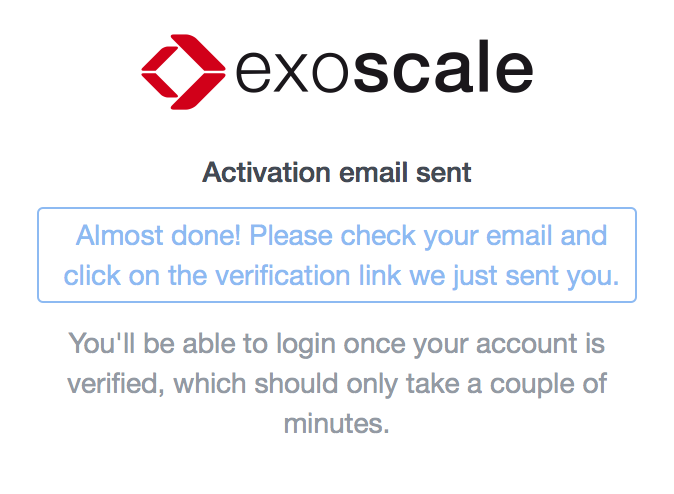 exoscale
Activation email sent
Almost done! Please check your email and
click on the verification link we just sent you.
You'll be able to login once your account is
verified, which should only take a couple of
minutes.